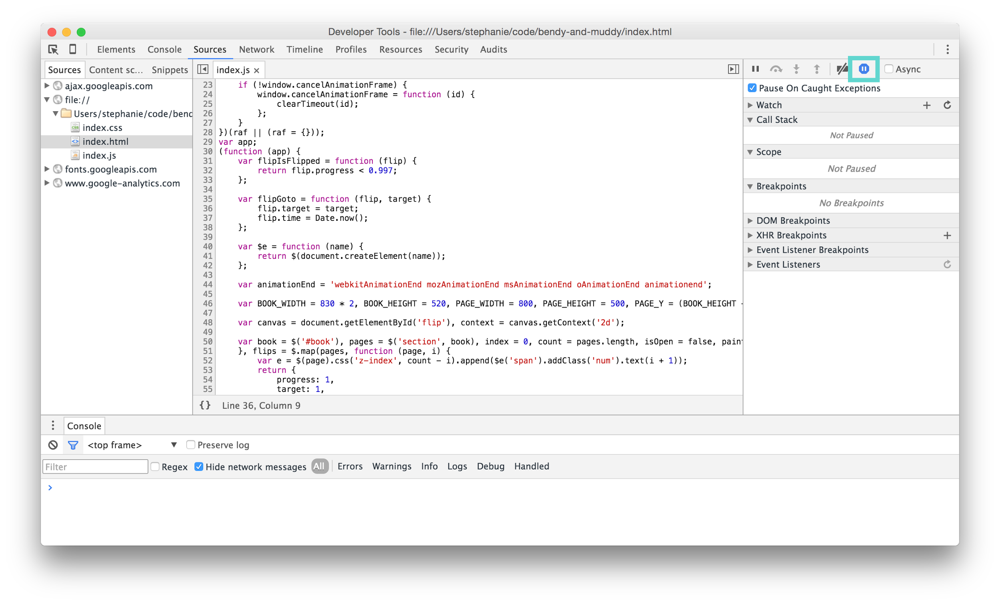 Developer Tools - file:///Users/stephanie/code/bendy-and-muddy/index.html
Elements Console Sources Network Timeline Profiles Resources Security Audits
Sources Content sc... Snippets
index.js ×
Async
ajax.googleapis.com
file://
Users/stephanie/code/benc
index.css
index.html
index.js
fonts.googleapis.com
www.google-analytics.com
23 if (!window.cancelAnimationFrame) {
24 window.cancelAnimationFrame = function (id) {
25 clearTimeout(id);
26 };
27 }
28 })(raf || (raf = {}));
29 var app;
30 (function (app) {
31 var flipIsFlipped = function (flip) {
32 return flip.progress < 0.997;
33 };
34
35 var flipGoto = function (flip, target) {
36 flip.target = target;
37 flip.time = Date.now();
38 };
39
40 var $e = function (name) {
41 return $(document.createElement(name));
42 };
43
44 var animationEnd = 'webkitAnimationEnd mozAnimationEnd msAnimationEnd oAnimationEnd animationend';
45
46 var BOOK_WIDTH = 830 * 2, BOOK_HEIGHT = 520, PAGE_WIDTH = 800, PAGE_HEIGHT = 500, PAGE_Y = (BOOK_HEIGHT -
47
48 var canvas = document.getElementById('flip'), context = canvas.getContext('2d');
49
50 var book = $('#book'), pages = $('section', book), index = 0, count = pages.length, isOpen = false, pain
51 }, flips = $.map(pages, function (page, i) {
52 var e = $(page).css('z-index', count - i).append($e('span').addClass('num').text(i + 1));
53 return {
54 progress: 1,
55 target: 1,
{} Line 36, Column 9
Pause On Caught Exceptions
Watch
Call Stack
Not Paused
Scope
Not Paused
Breakpoints
No Breakpoints
DOM Breakpoints
XHR Breakpoints
Event Listener Breakpoints
Event Listeners
Console
<top frame> Preserve log
Filter Regex Hide network messages All Errors Warnings Info Logs Debug Handled
>